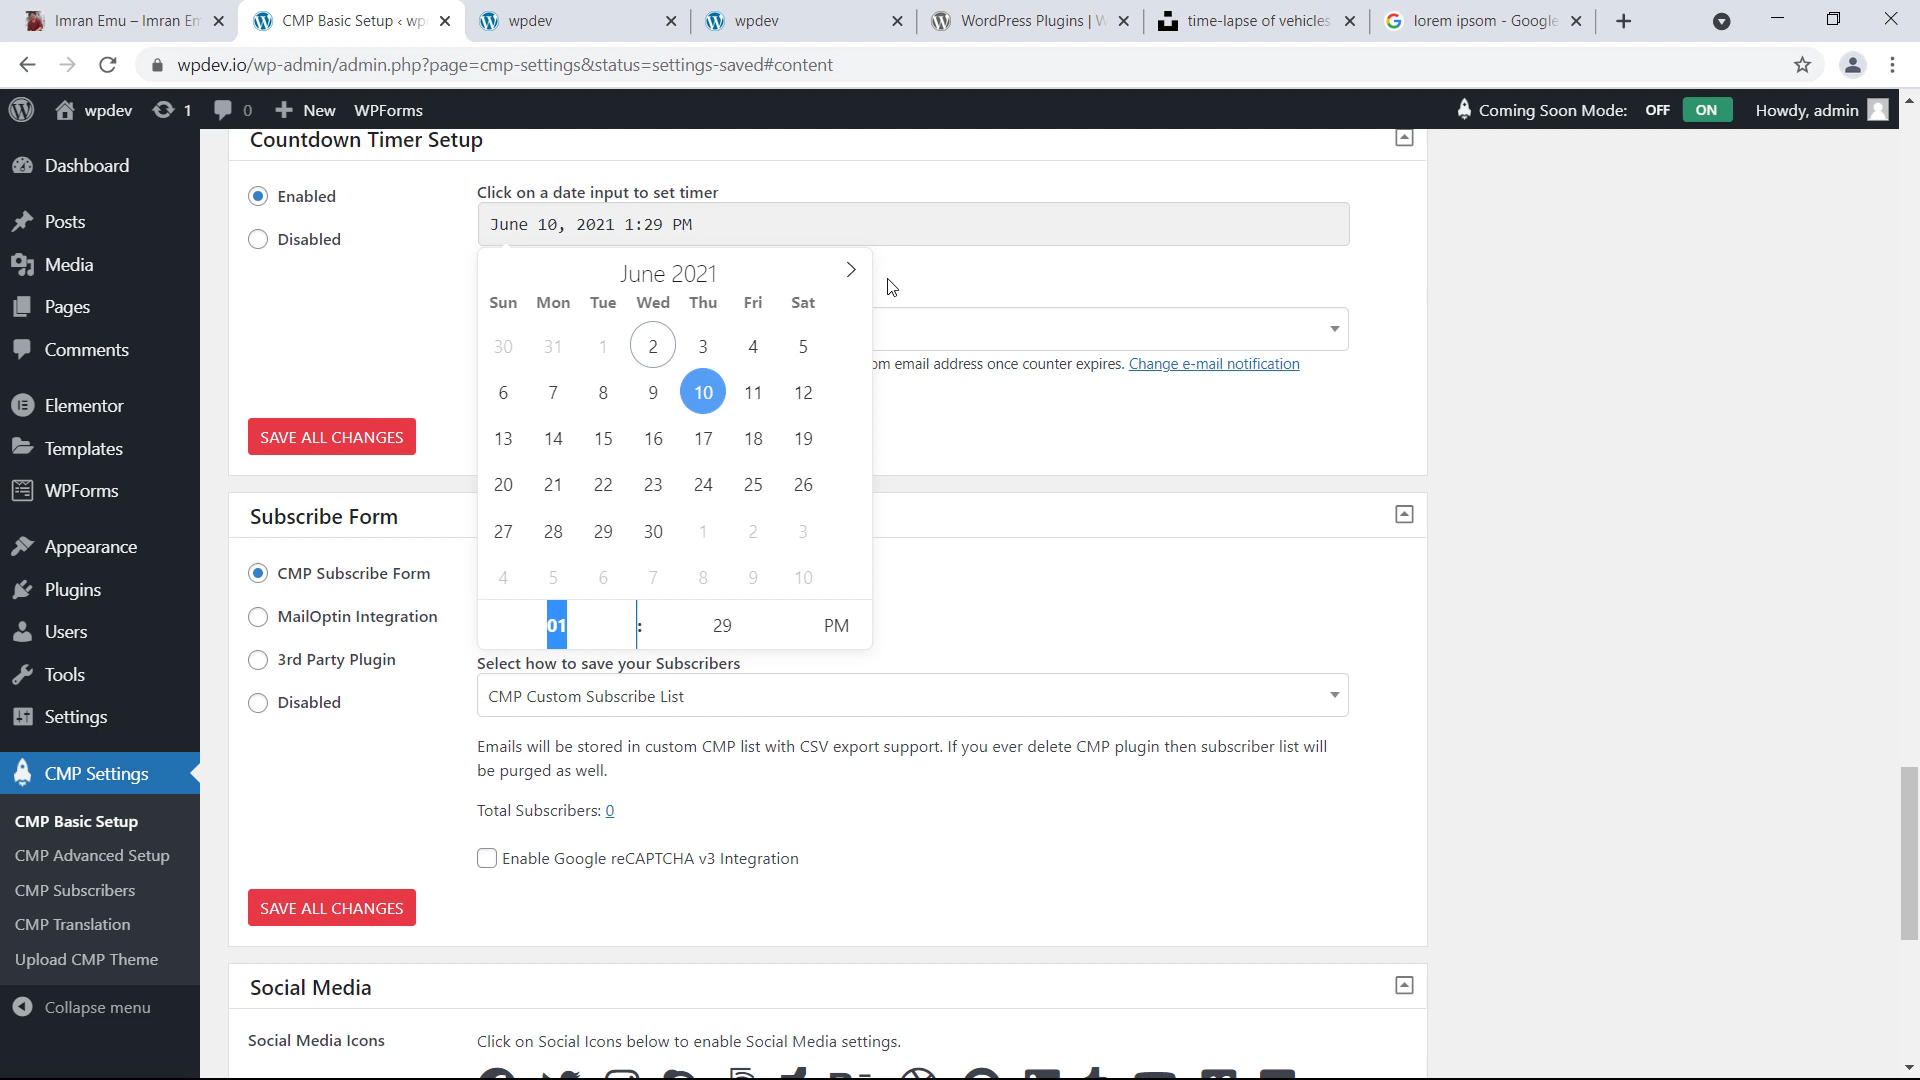 Imran Emu – Imran Em
CMP Basic Setup ‹ wp
wpdev
wpdev
WordPress Plugins | W
time-lapse of vehicles
lorem ipsom - Google
wpdev.io/wp-admin/admin.php?page=cmp-settings&status=settings-saved#content
wpdev 1 0 New WPForms
Coming Soon Mode: OFF ON Howdy, admin
Dashboard
Posts
Media
Pages
Comments
Elementor
Templates
WPForms
Appearance
Plugins
Users
Tools
Settings
CMP Settings
CMP Basic Setup
CMP Advanced Setup
CMP Subscribers
CMP Translation
Upload CMP Theme
Collapse menu
Countdown Timer Setup
Enabled
Disabled
Click on a date input to set timer
June 10, 2021 1:29 PM
June 2021
Sun Mon Tue Wed Thu Fri Sat
30 31 1 2 3 4 5
6 7 8 9 10 11 12
13 14 15 16 17 18 19
20 21 22 23 24 25 26
27 28 29 30 1 2 3
4 5 6 7 8 9 10
01 : 29 PM
om email address once counter expires. Change e-mail notification
SAVE ALL CHANGES
Subscribe Form
CMP Subscribe Form
MailOptin Integration
3rd Party Plugin
Disabled
Select how to save your Subscribers
CMP Custom Subscribe List
Emails will be stored in custom CMP list with CSV export support. If you ever delete CMP plugin then subscriber list will
be purged as well.
Total Subscribers: 0
Enable Google reCAPTCHA v3 Integration
SAVE ALL CHANGES
Social Media
Social Media Icons
Click on Social Icons below to enable Social Media settings.